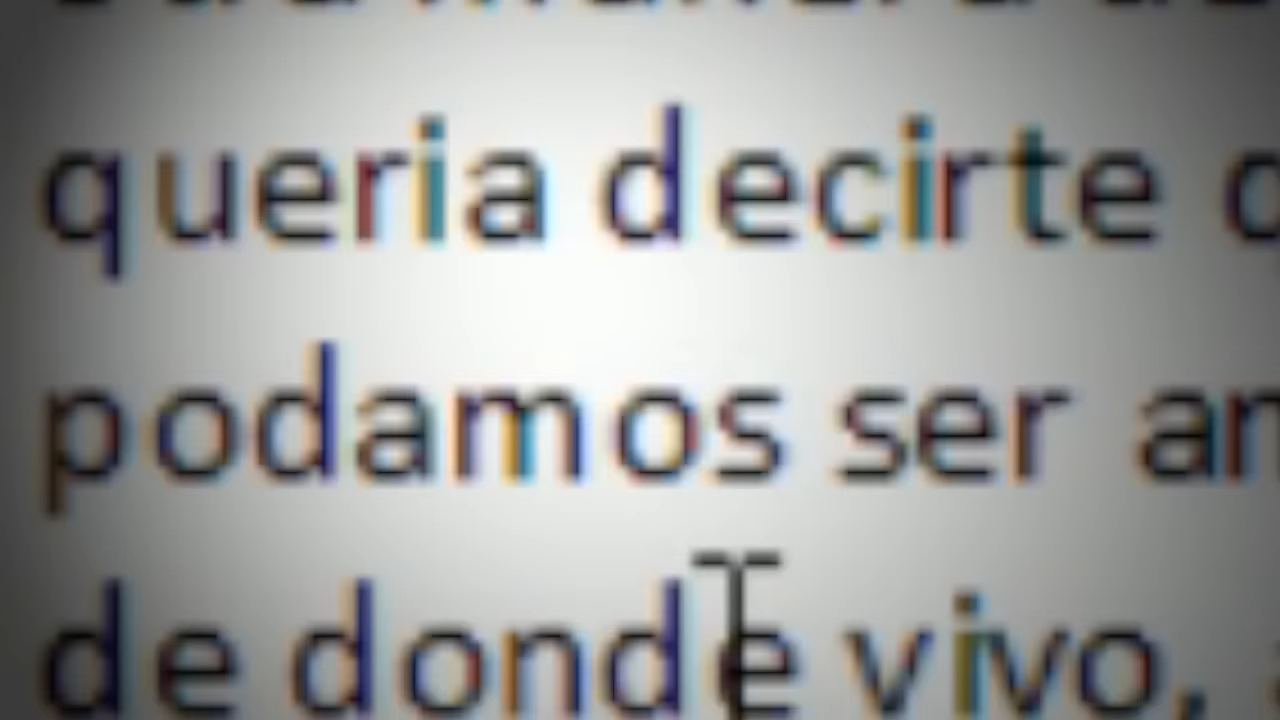 queria decirte
podamos ser
de donde vivo,